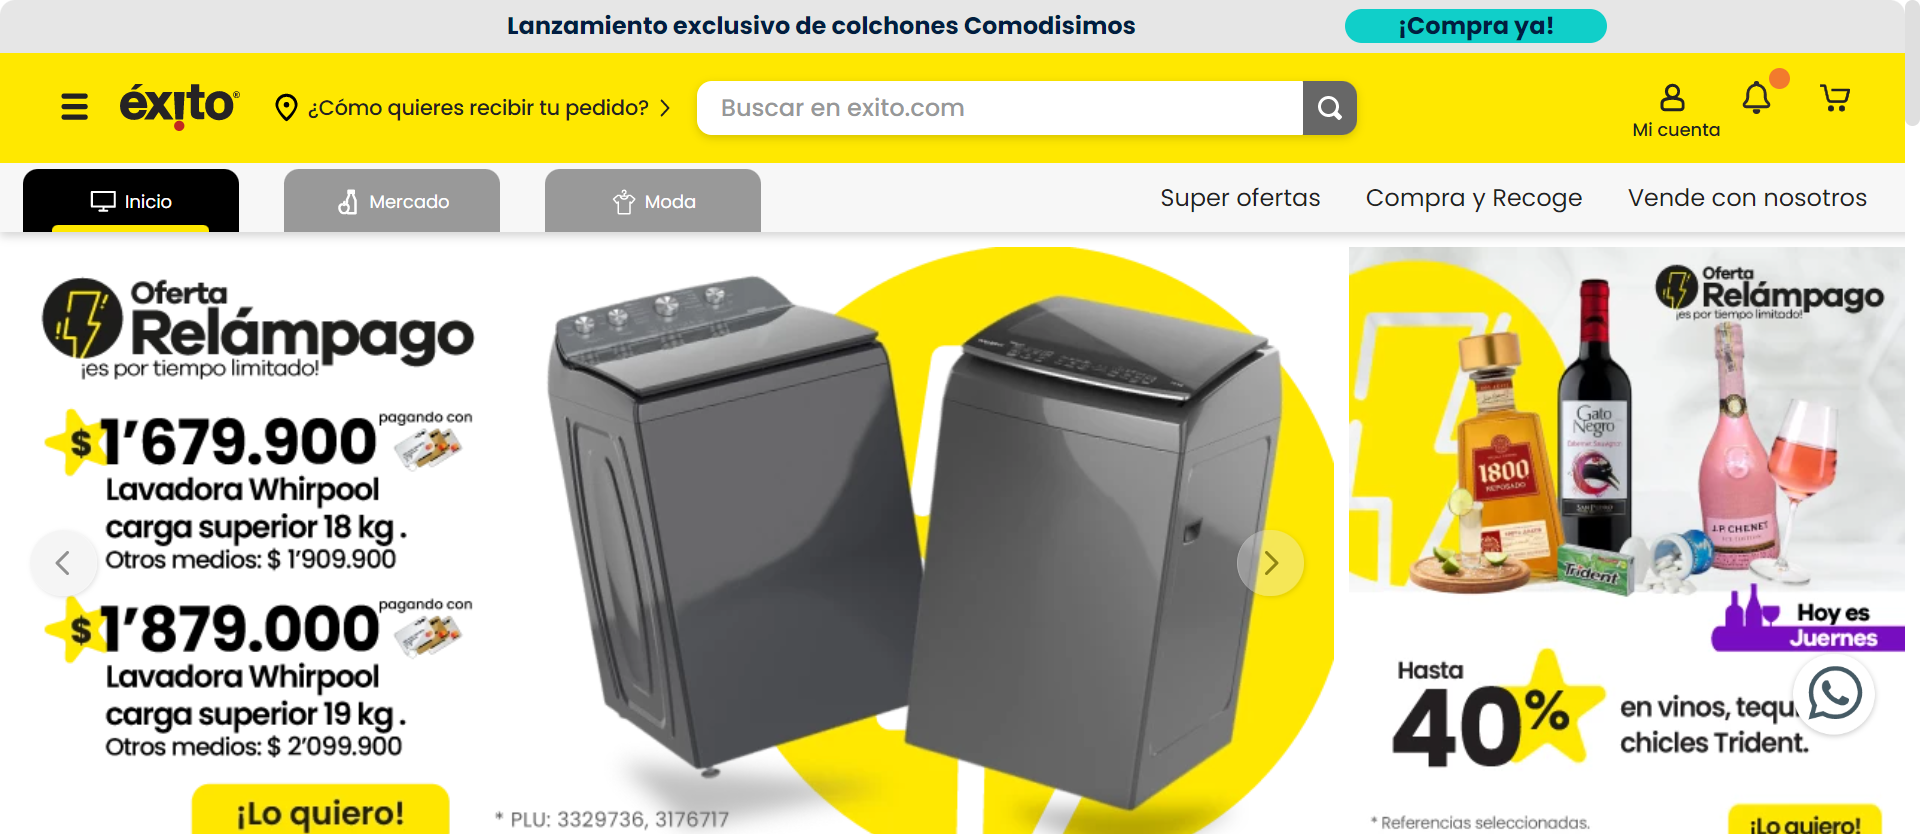 Lanzamiento exclusivo de colchones Comodisimos
¡Compra ya!
éxito®
¿Cómo quieres recibir tu pedido?
Buscar en exito.com
Mi cuenta
Inicio
Mercado
Moda
Super ofertas
Compra y Recoge
Vende con nosotros
Oferta
Relámpago
¡es por tiempo limitado!
$ 1'679.900
pagando con
Lavadora Whirpool
carga superior 18 kg.
Otros medios: $ 1'909.900
$ 1'879.000
pagando con
Lavadora Whirpool
carga superior 19 kg.
Otros medios: $ 2'099.900
¡Lo quiero!
* PLU: 3329736, 3176717
Oferta
Relámpago
¡es por tiempo limitado!
1800
REPOSADO
Gato
Negro
Cabernet Sauvignon
SAN PEDRO
J.P. CHENET
Trident
Hoy es
Juernes
Hasta
40%
en vinos, tequ
chicles Trident.
* Referencias seleccionadas.
¡Lo quiero!